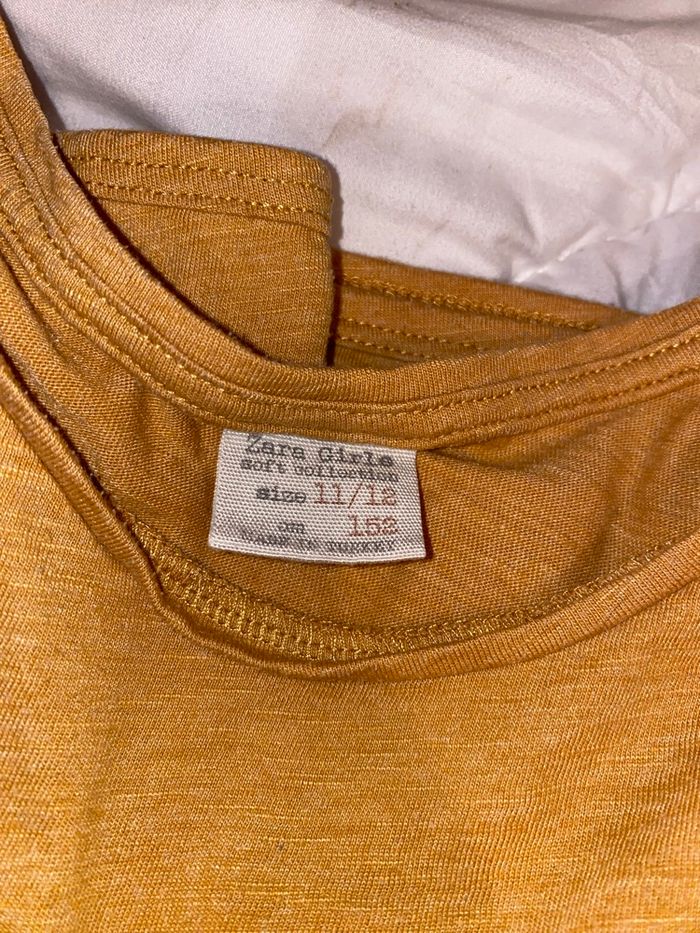 Zara Girls
soft collection
size 11/12
cm 152
MADE IN TURKEY